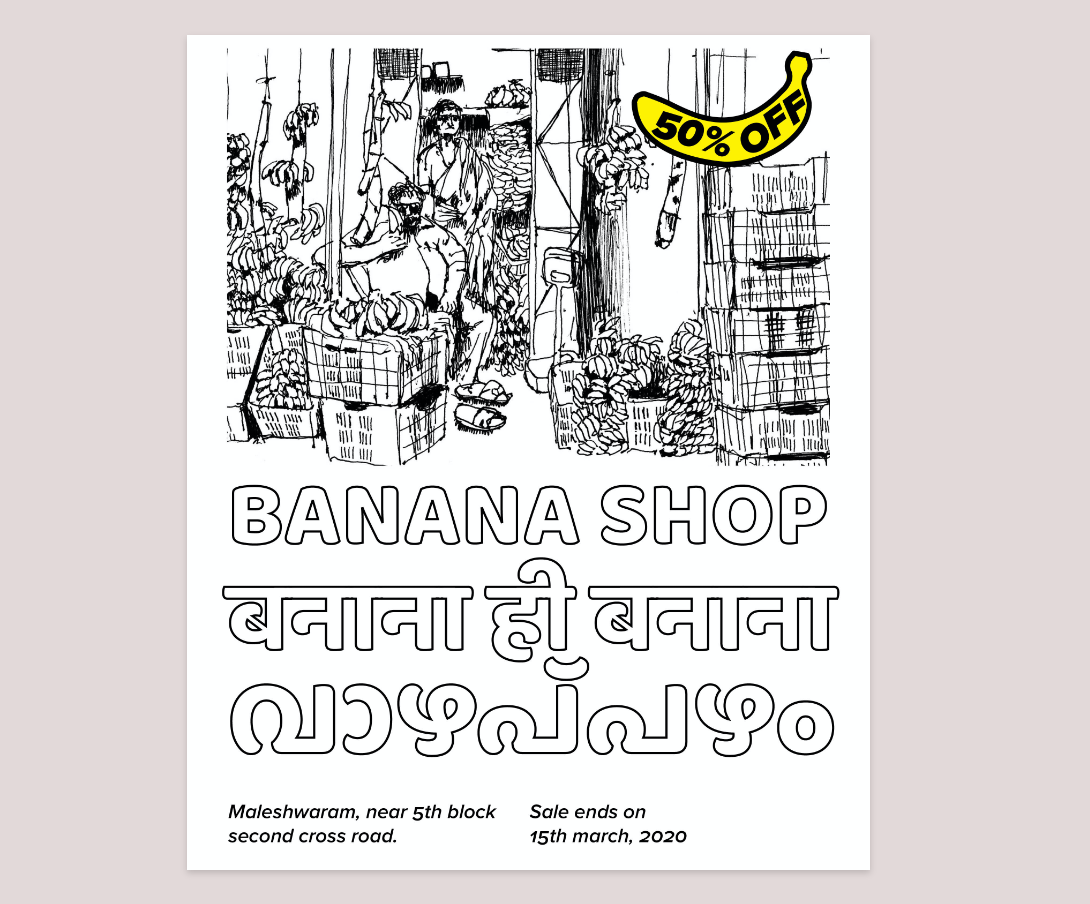 50% OFF
BANANA SHOP
बनाना ही बनाना
വാഴപ്പഴം
Maleshwaram, near 5th block
second cross road.
Sale ends on
15th march, 2020